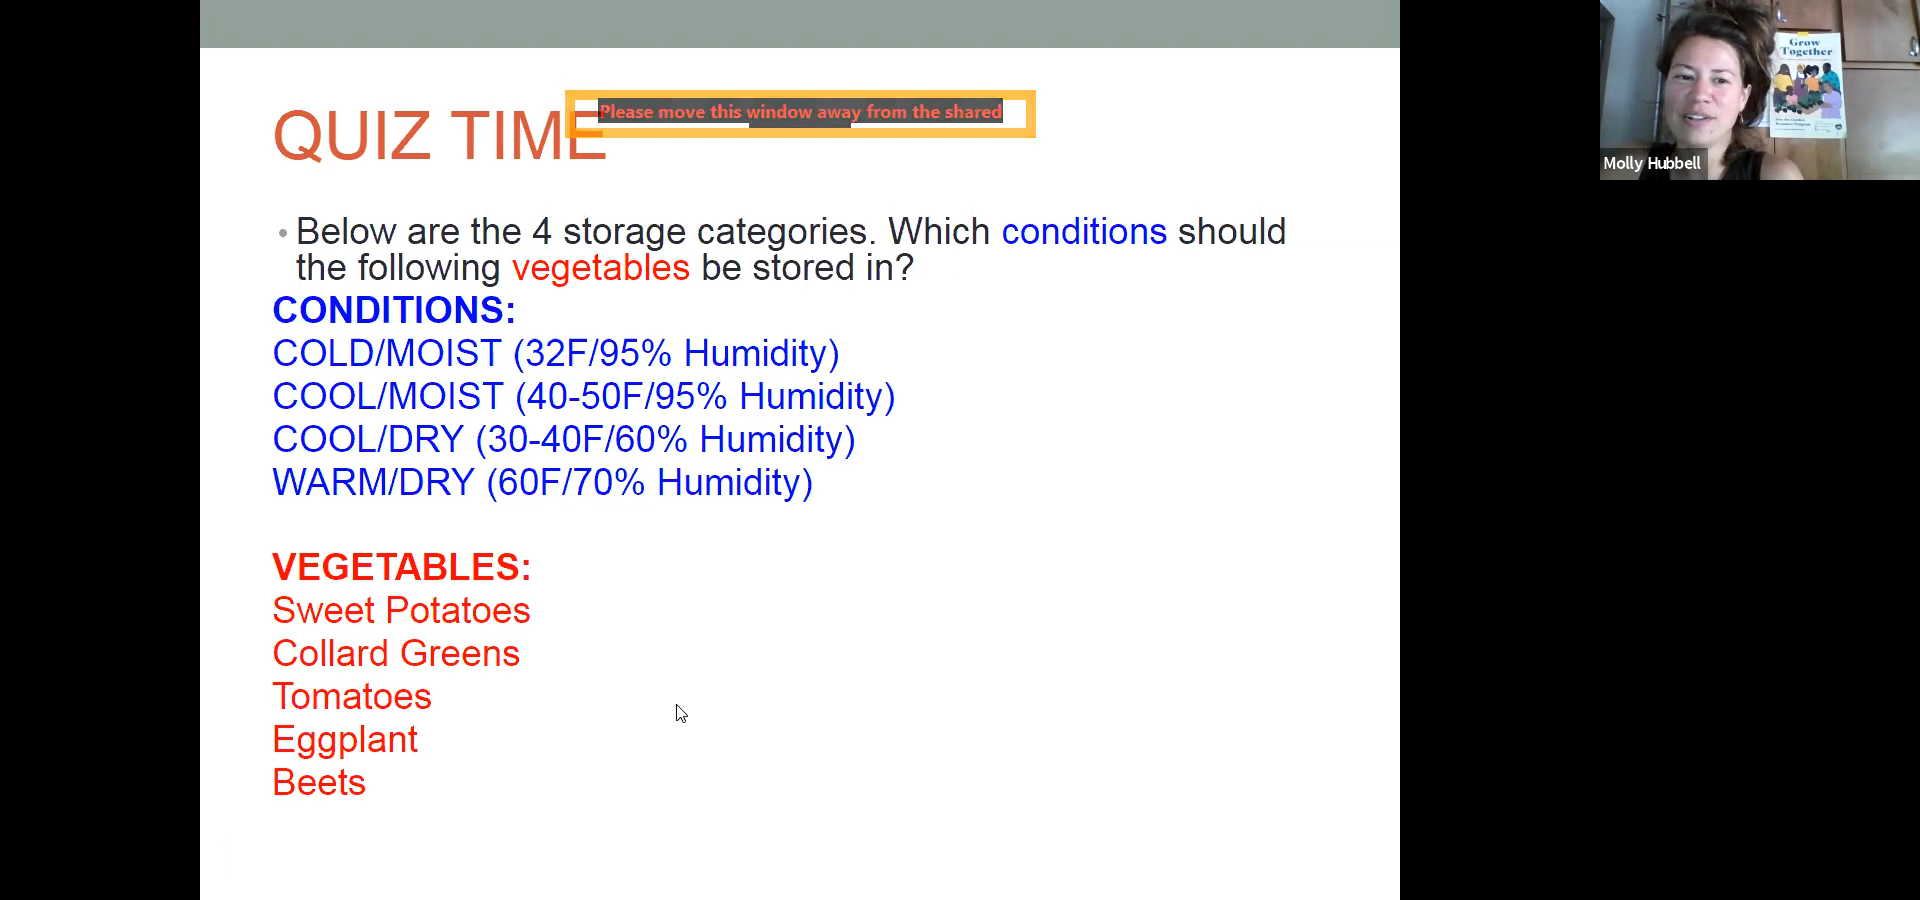 QUIZ TIME
Please move this window away from the shared
• Below are the 4 storage categories. Which conditions should
the following vegetables be stored in?
CONDITIONS:
COLD/MOIST (32F/95% Humidity)
COOL/MOIST (40-50F/95% Humidity)
COOL/DRY (30-40F/60% Humidity)
WARM/DRY (60F/70% Humidity)
VEGETABLES:
Sweet Potatoes
Collard Greens
Tomatoes
Eggplant
Beets
Grow
Together
Molly Hubbell